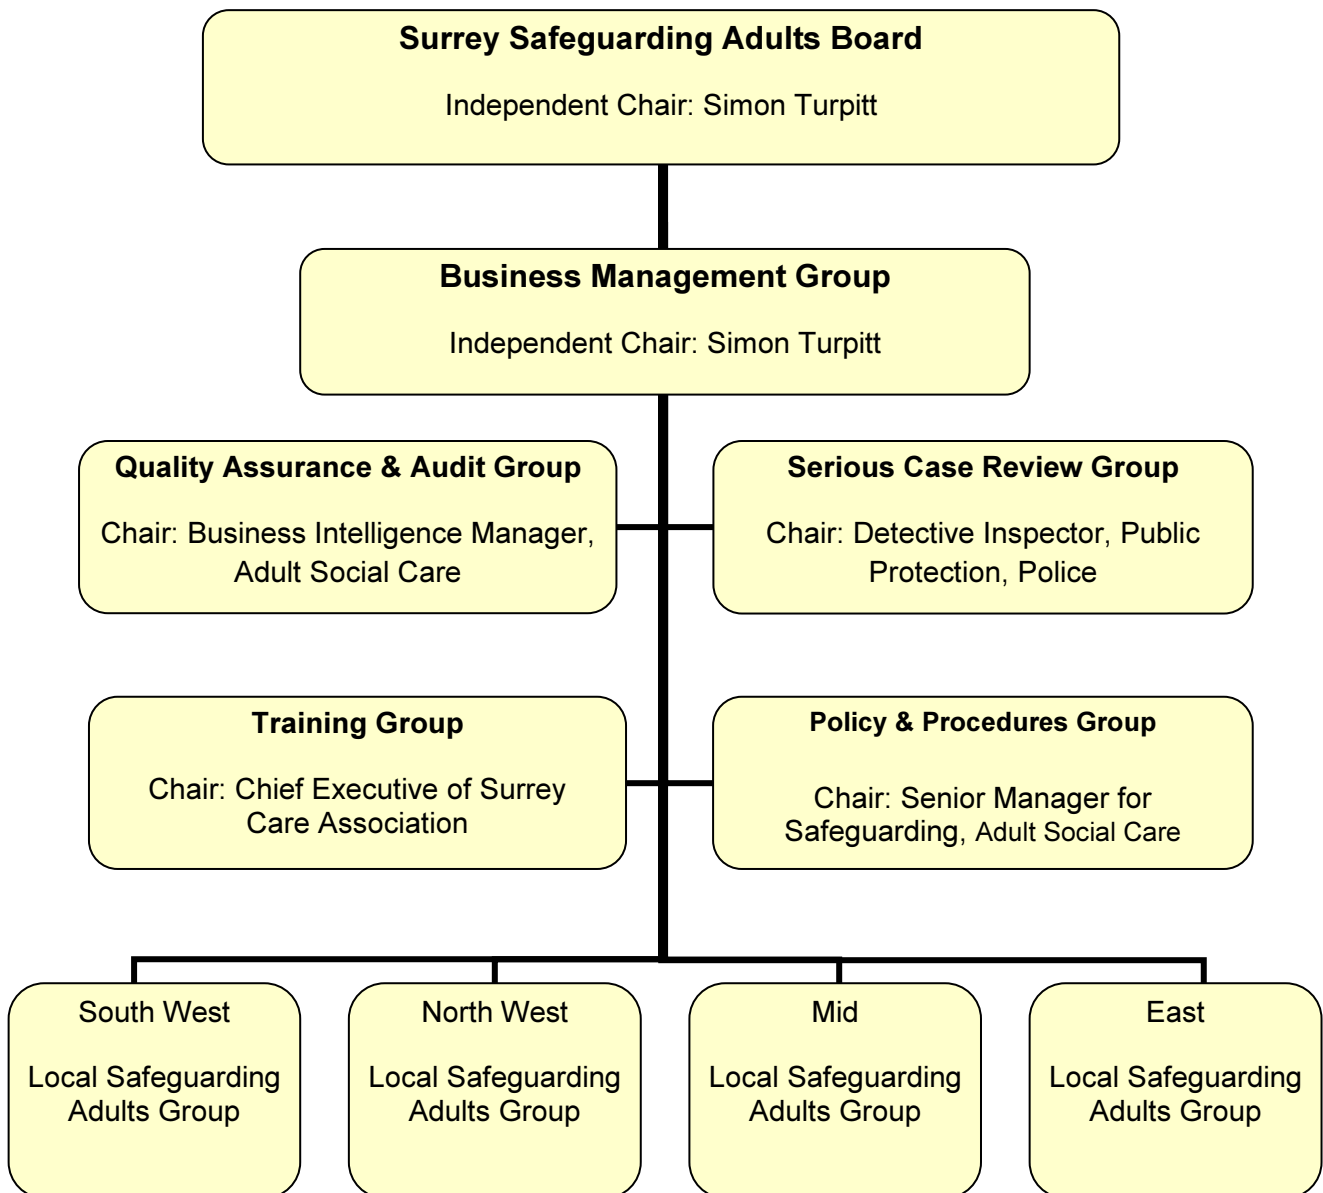 Surrey Safeguarding Adults Board
Independent Chair: Simon Turpitt
Business Management Group
Independent Chair: Simon Turpitt
Quality Assurance & Audit Group
Chair: Business Intelligence Manager,
Adult Social Care
Serious Case Review Group
Chair: Detective Inspector, Public
Protection, Police
Training Group
Chair: Chief Executive of Surrey
Care Association
Policy & Procedures Group
Chair: Senior Manager for
Safeguarding, Adult Social Care
South West
Local Safeguarding
Adults Group
North West
Local Safeguarding
Adults Group
Mid
Local Safeguarding
Adults Group
East
Local Safeguarding
Adults Group